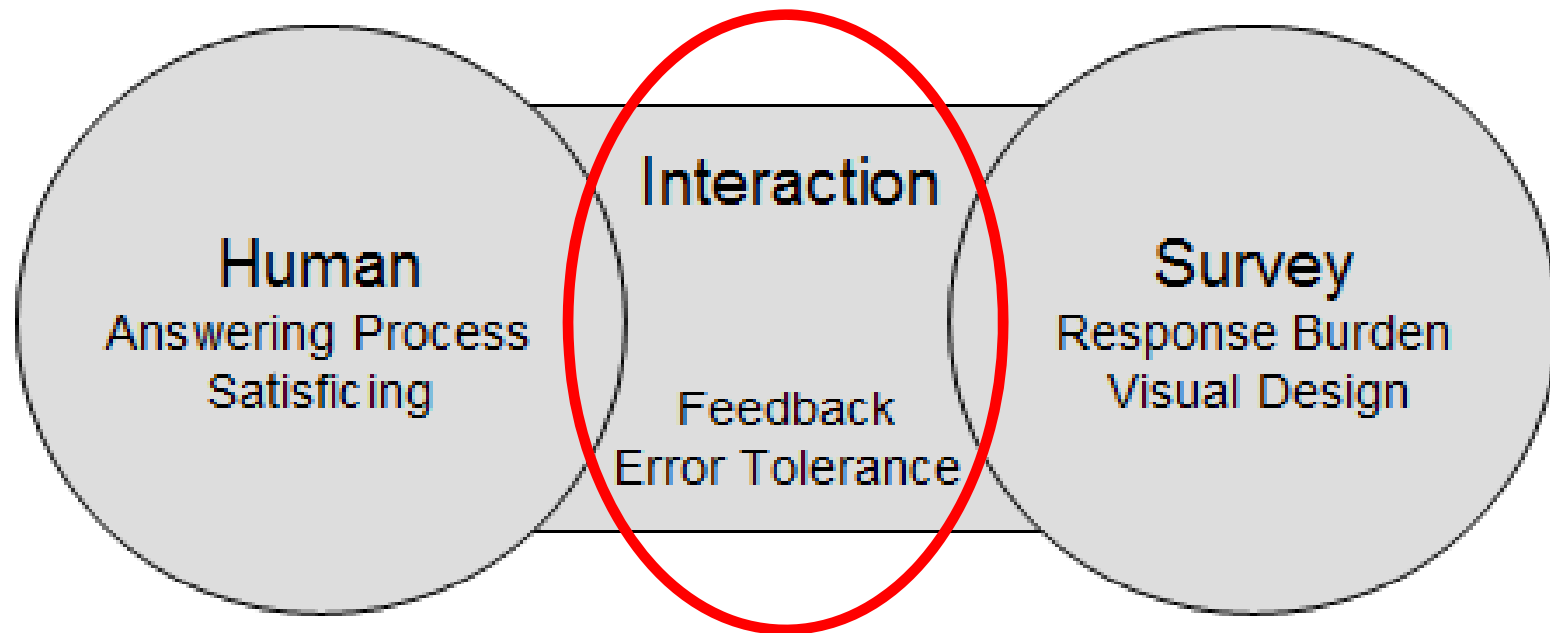 Human
Answering Process
Satisficing
Interaction
Feedback
Error Tolerance
Survey
Response Burden
Visual Design